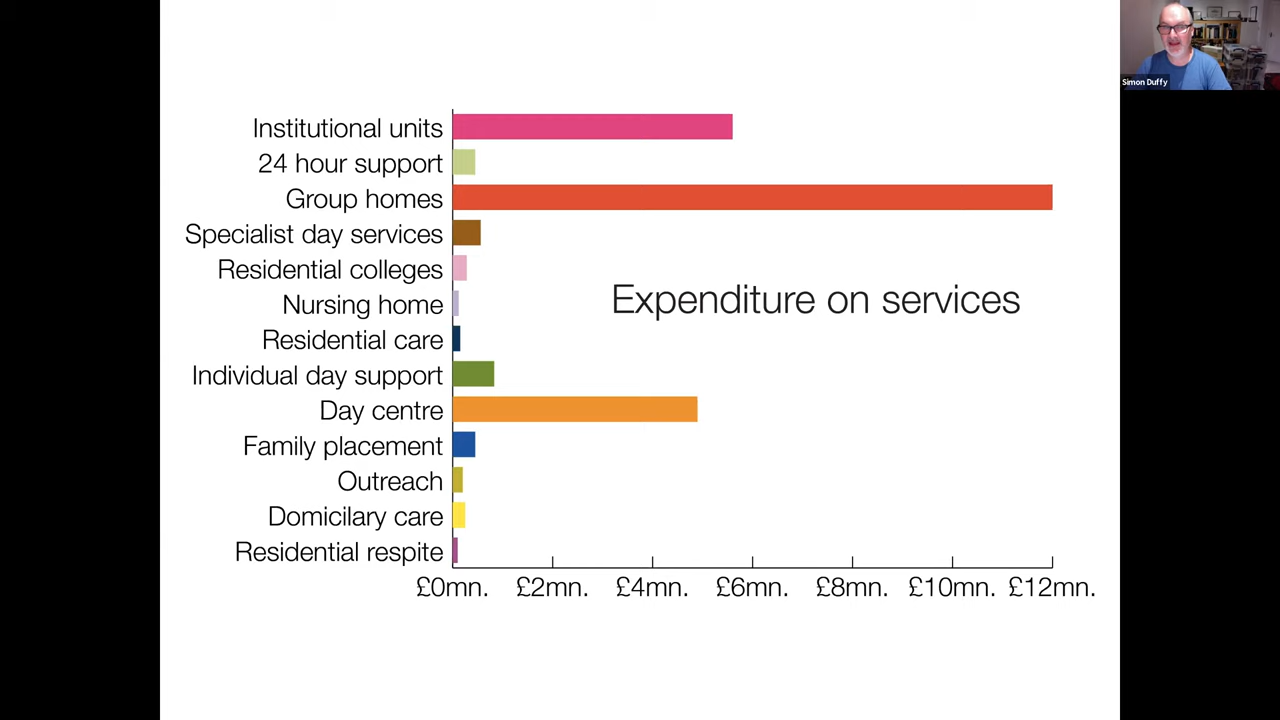 Simon Duffy
Institutional units
24 hour support
Group homes
Specialist day services
Residential colleges
Expenditure on services
Nursing home
Residential care
Individual day support
Day centre
Family placement
Outreach
Domicilary care
Residential respite
£0mn. £2mn. £4mn. £6mn. £8mn. £10mn. £12mn.